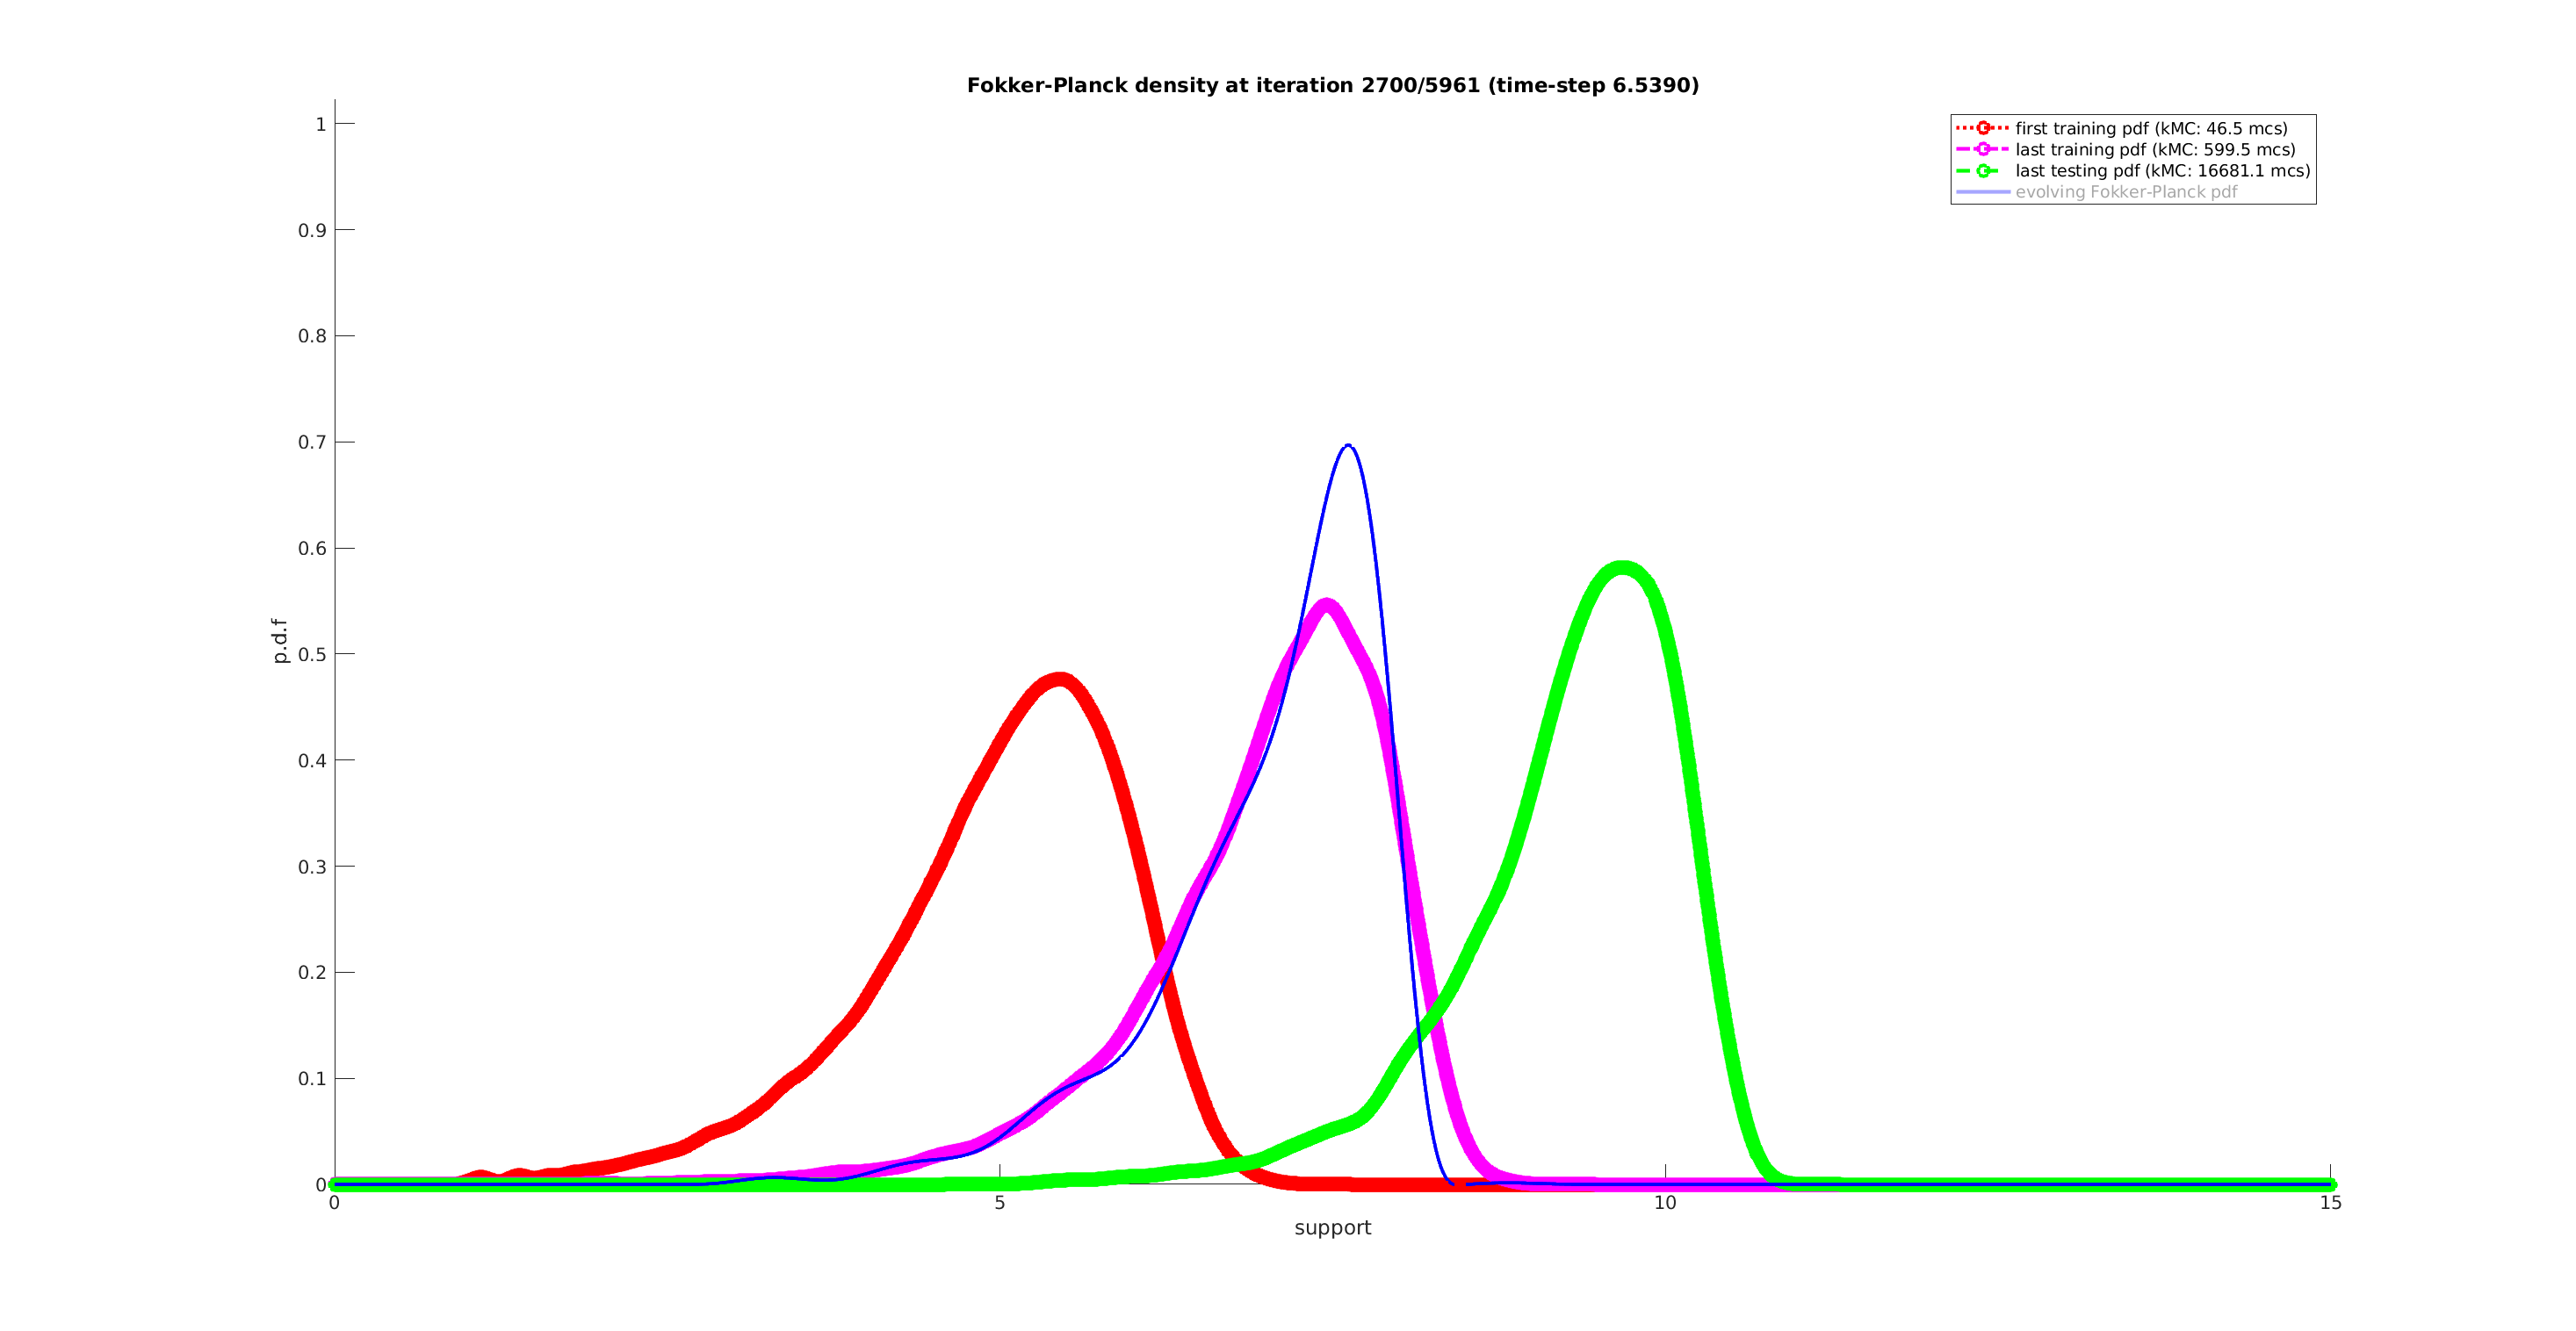 Fokker-Planck density at iteration 2700/5961 (time-step 6.5390)
first training pdf (kMC: 46.5 mcs)
last training pdf (kMC: 599.5 mcs)
last testing pdf (kMC: 16681.1 mcs)
evolving Fokker-Planck pdf
1
0.9
0.8
0.7
0.6
0.5
0.4
0.3
0.2
0.1
0
p.d.f
0 5 10 15
support